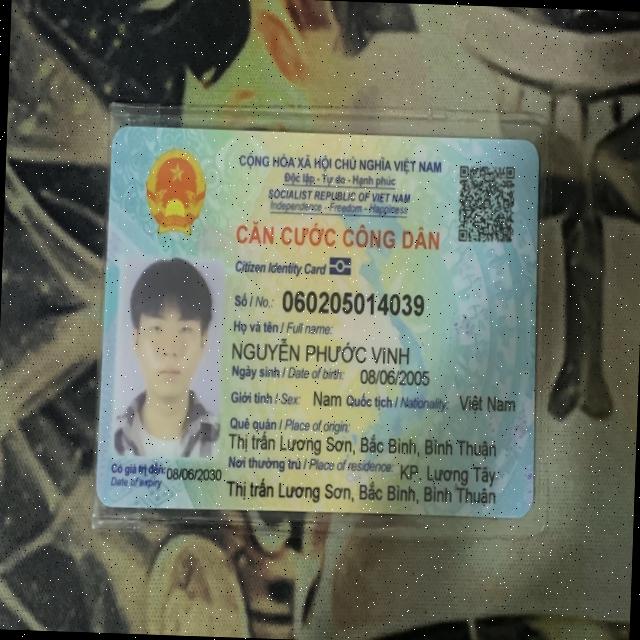 CỘNG HÒA XÃ HỘI CHỦ NGHĨA VIỆT NAM
Độc lập - Tự do - Hạnh phúc
SOCIALIST REPUBLIC OF VIET NAM
Independence - Freedom - Happiness
CĂN CƯỚC CÔNG DÂN
Citizen Identity Card
Số / No.: 060205014039
Họ và tên / Full name:
NGUYỄN PHƯỚC VINH
Ngày sinh / Date of birth: 08/06/2005
Giới tính / Sex: Nam Quốc tịch / Nationality: Việt Nam
Quê quán / Place of origin:
Thị trấn Lương Sơn, Bắc Bình, Bình Thuận
Nơi thường trú / Place of residence: KP. Lương Tây
Thị trấn Lương Sơn, Bắc Bình, Bình Thuận
Có giá trị đến: 08/06/2030
Date of expiry